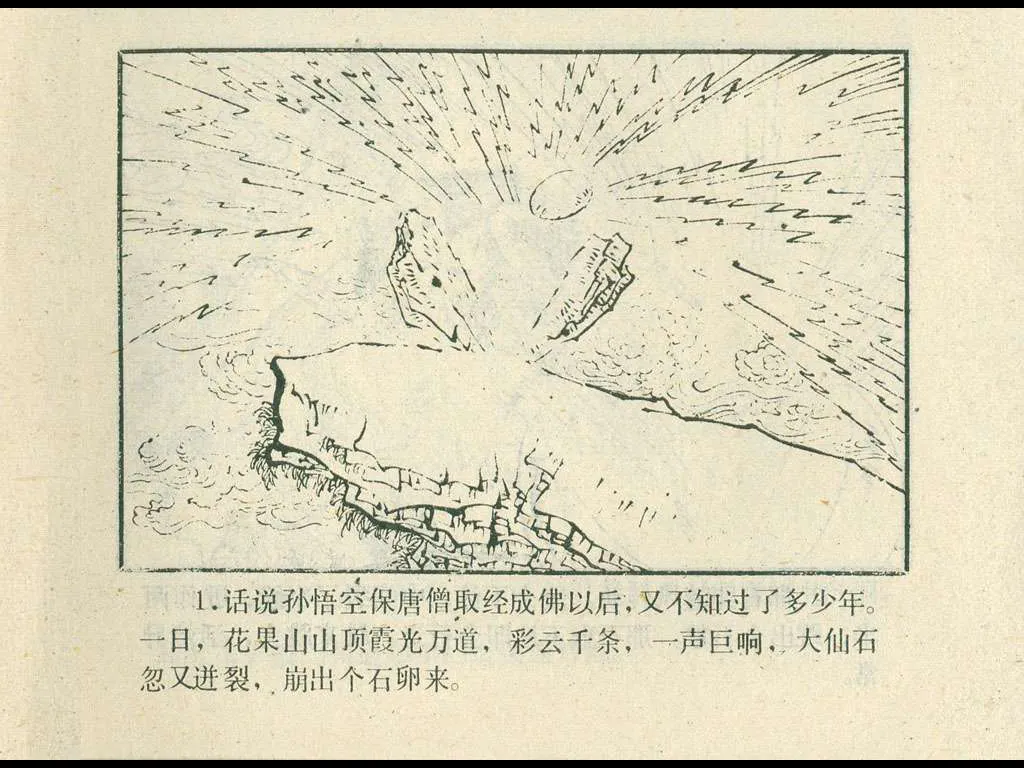 1.话说孙悟空保唐僧取经成佛以后,又不知过了多少年。
一日,花果山山顶霞光万道,彩云千条,一声巨响,大仙石
忽又迸裂,崩出个石卵来。